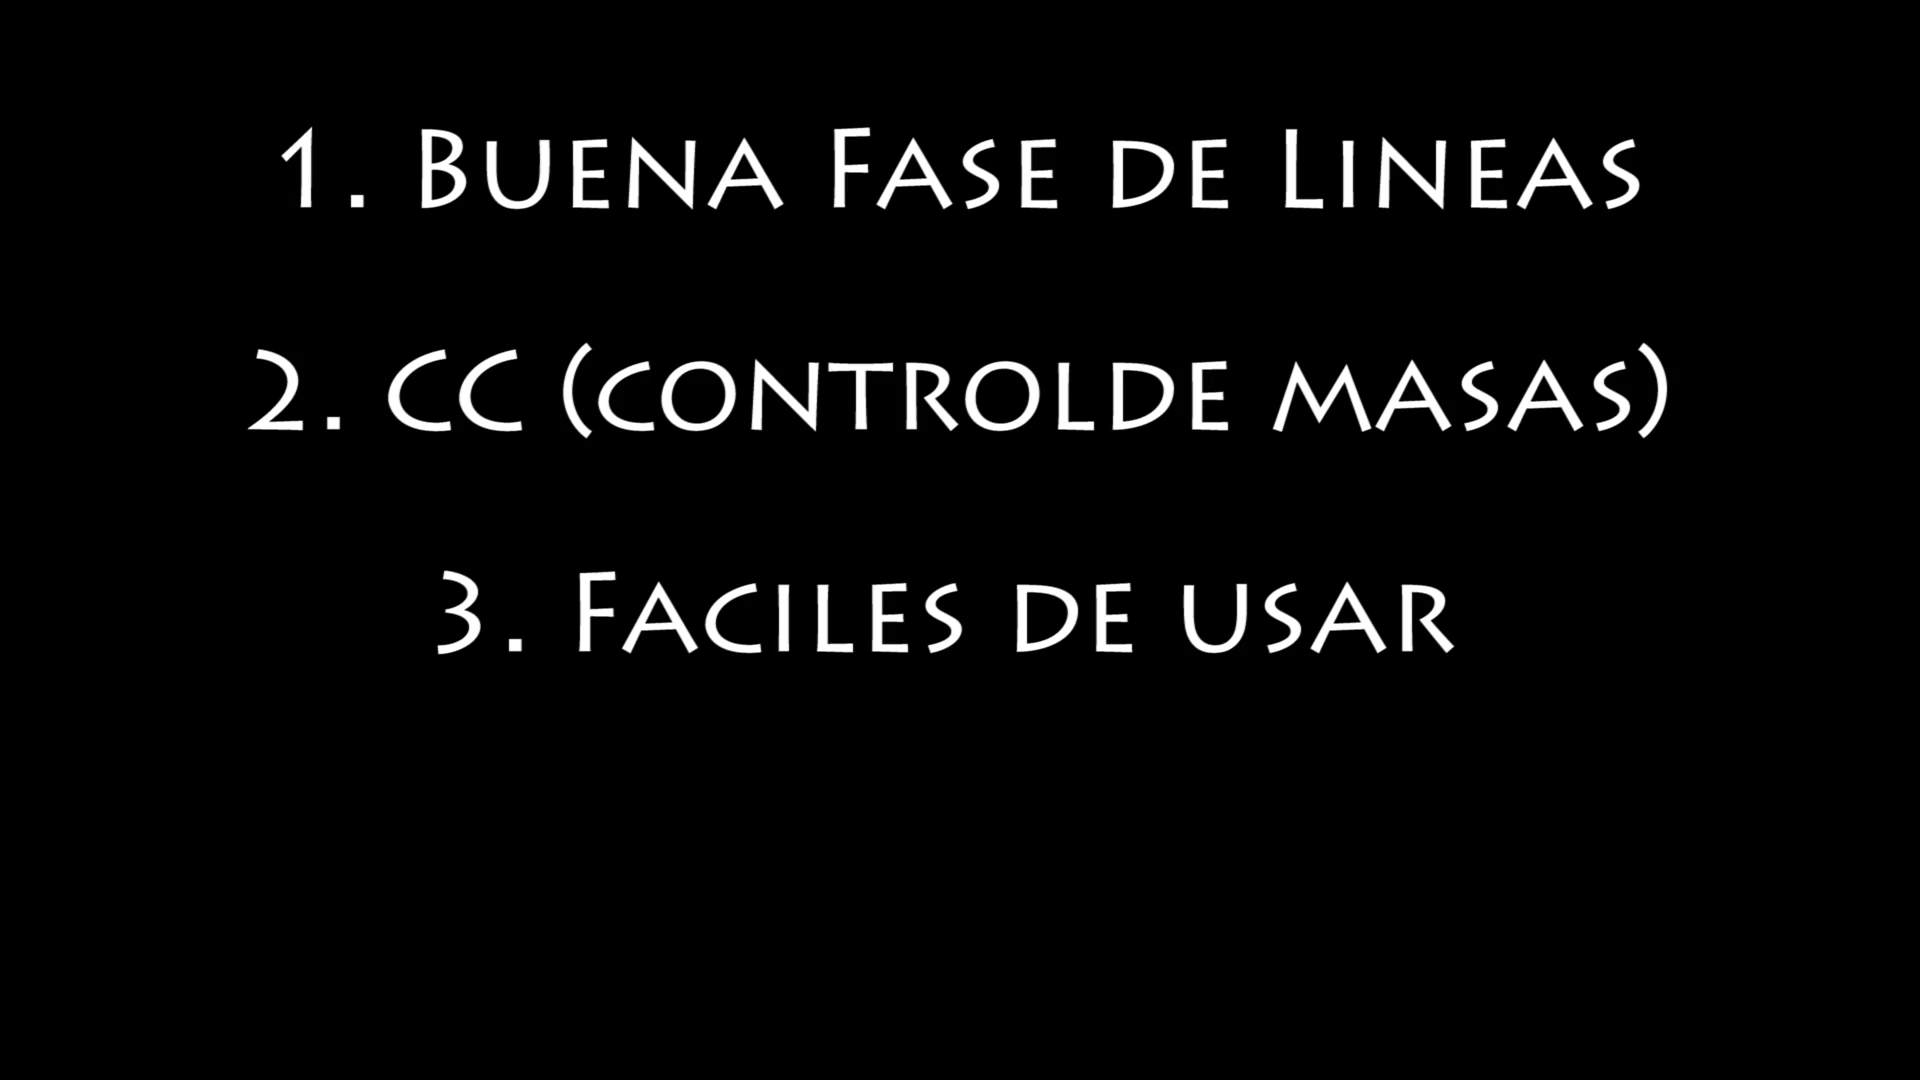 1. Buena Fase de Lineas
2. CC (controlde masas)
3. Faciles de usar